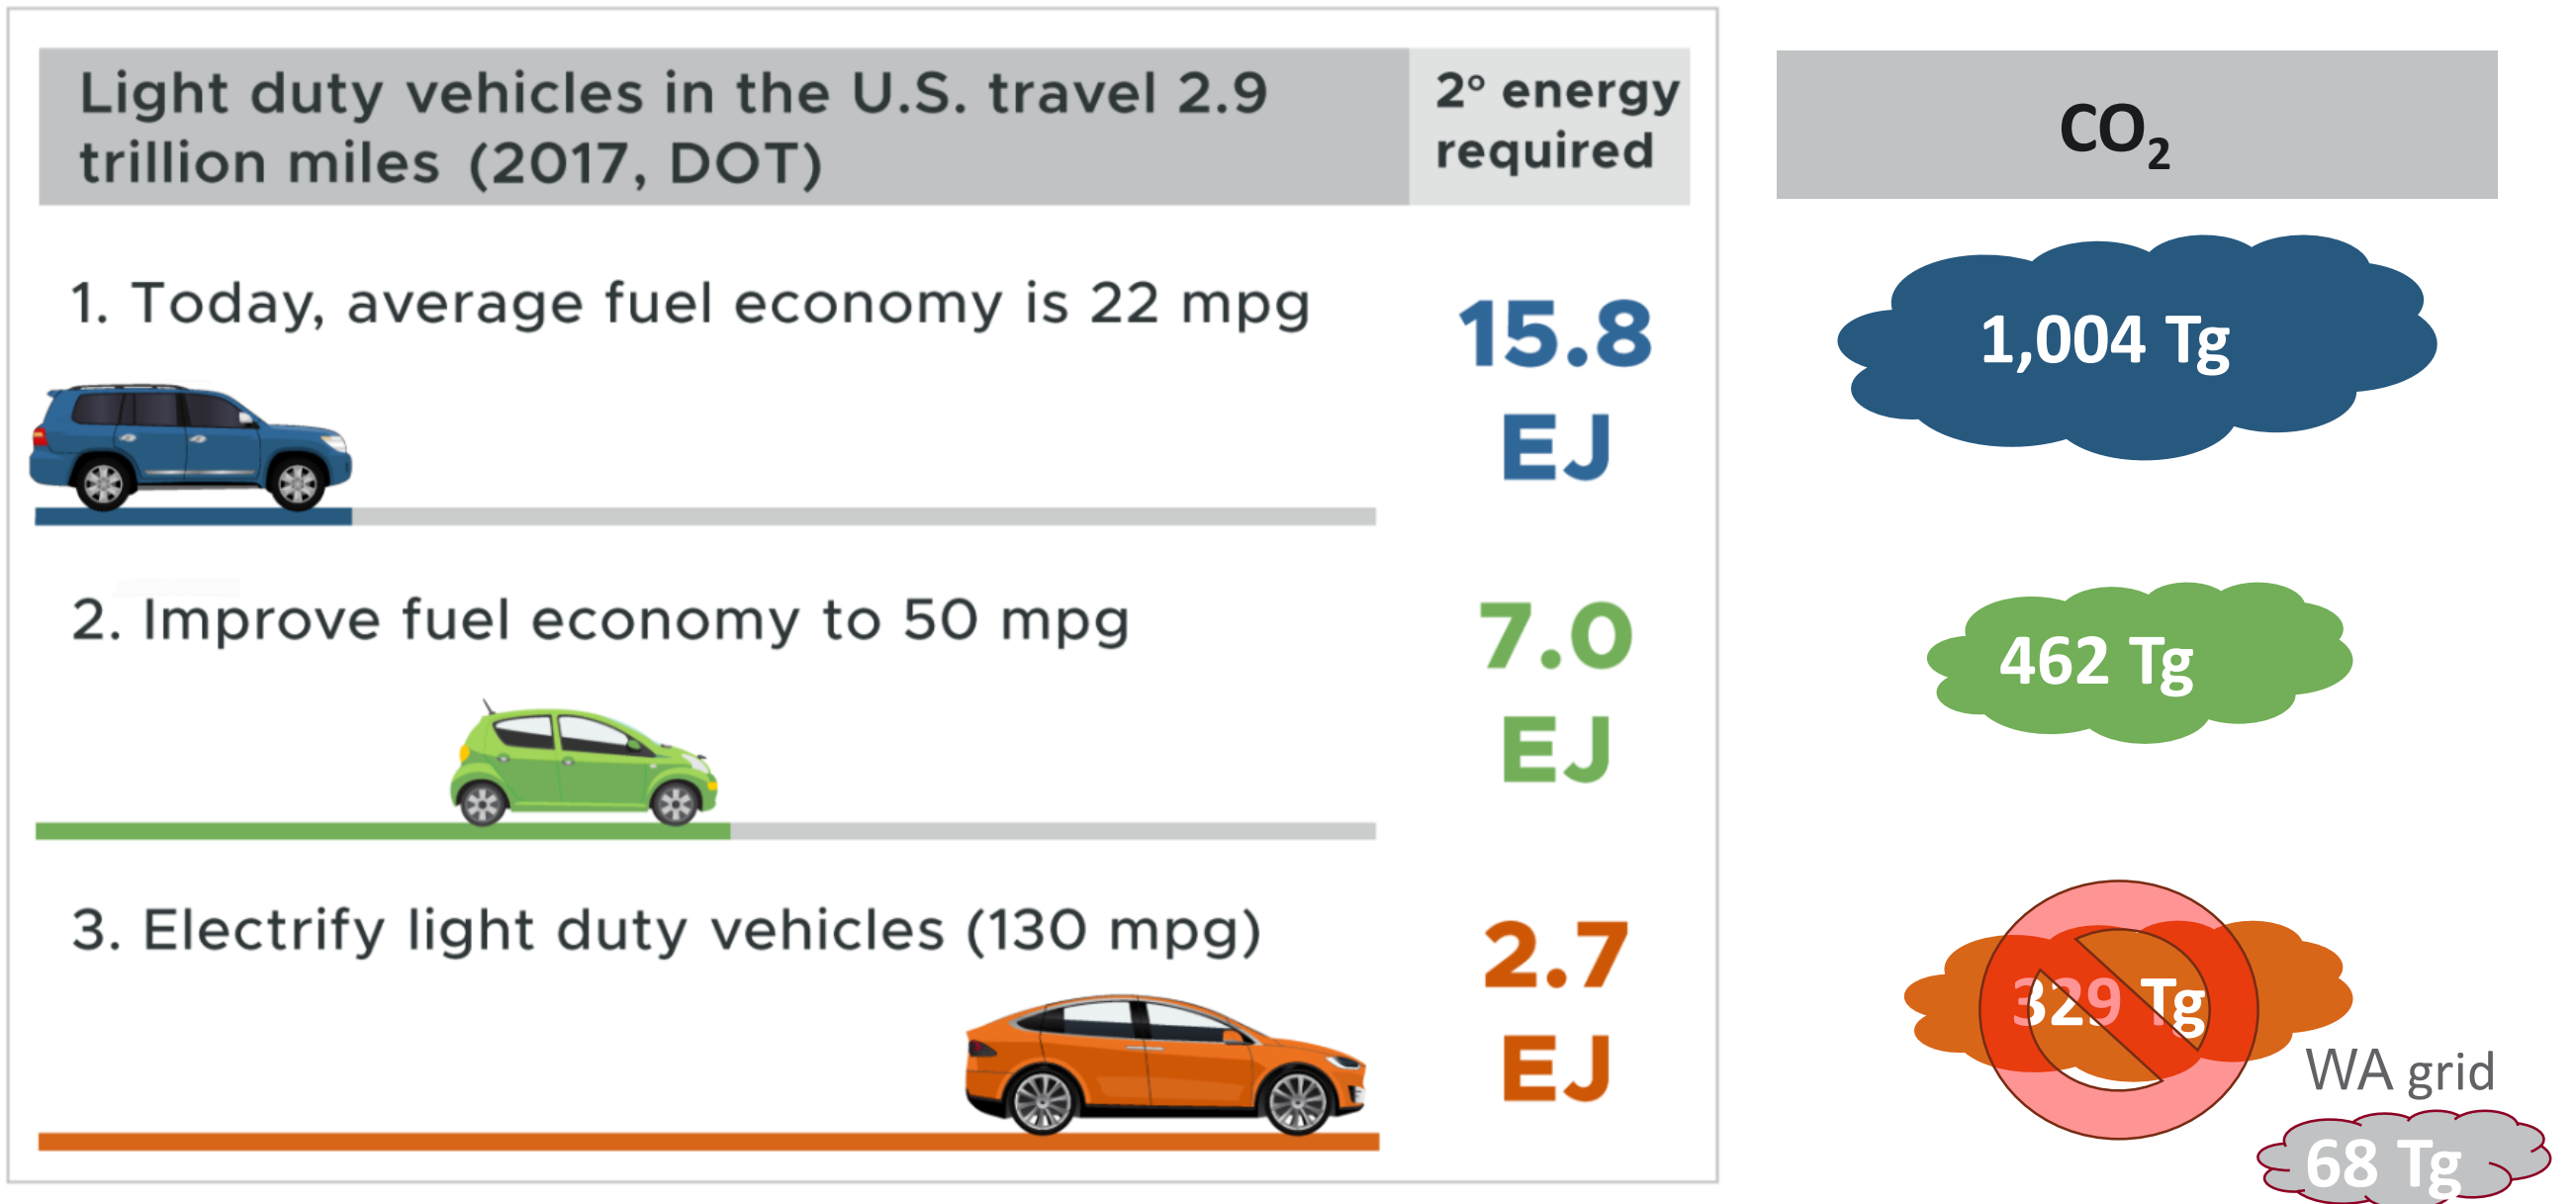 Light duty vehicles in the U.S. travel 2.9
trillion miles (2017, DOT)
2° energy
required
CO₂
1. Today, average fuel economy is 22 mpg
15.8
EJ
1,004 Tg
2. Improve fuel economy to 50 mpg
7.0
EJ
462 Tg
3. Electrify light duty vehicles (130 mpg)
2.7
EJ
329 Tg
WA grid
68 Tg